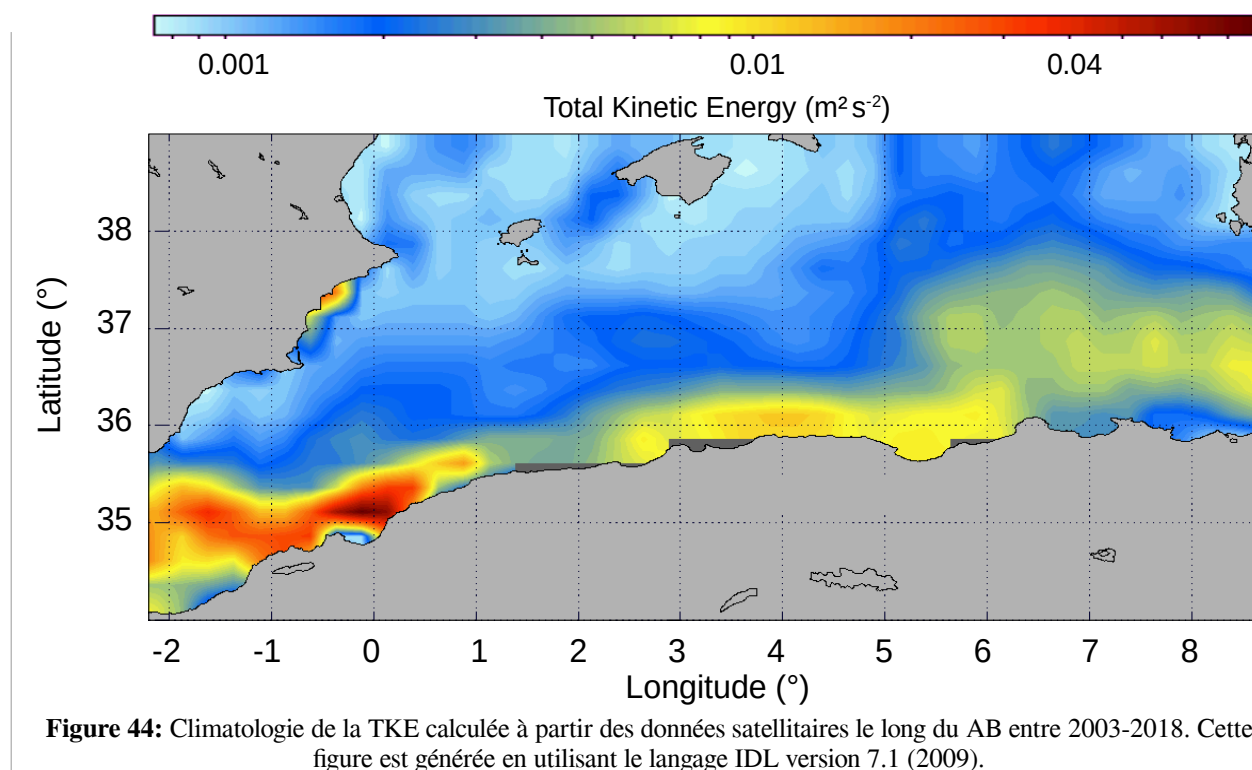 0.001 0.01 0.04
Total Kinetic Energy (m² s⁻²)
38
37
36
35
Latitude (°)
-2 -1 0 1 2 3 4 5 6 7 8
Longitude (°)
Figure 44: Climatologie de la TKE calculée à partir des données satellitaires le long du AB entre 2003-2018. Cette
figure est générée en utilisant le langage IDL version 7.1 (2009).